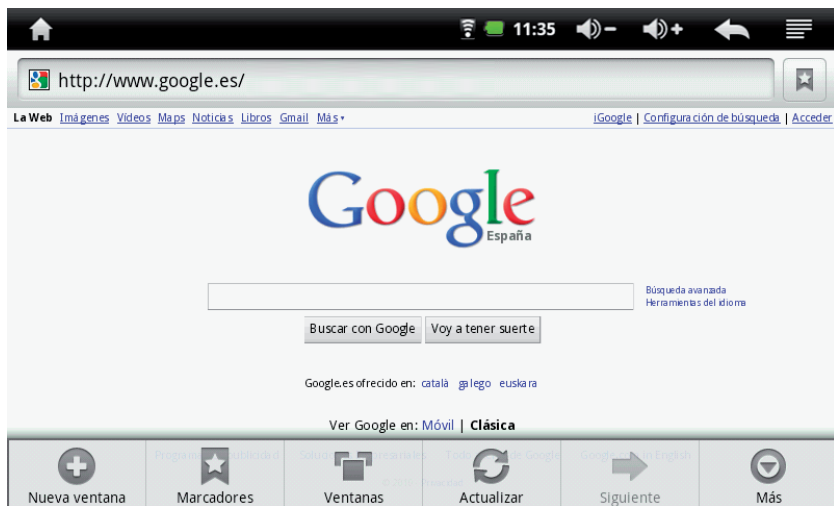 11:35
http://www.google.es/
La Web Imágenes Vídeos Maps Noticias Libros Gmail Más iGoogle | Configuración de búsqueda | Acceder
Google
España
Búsqueda avanzada
Herramientas del idioma
Buscar con Google Voy a tener suerte
Google.es ofrecido en: català galego euskara
Ver Google en: Móvil | Clásica
Nueva ventana Marcadores Ventanas Actualizar Siguiente Más